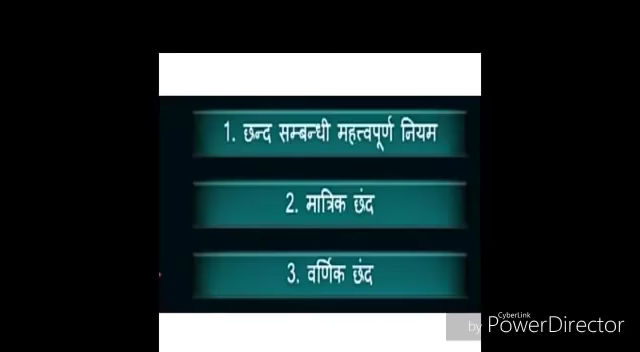 1. छन्द सम्बन्धी महत्त्वपूर्ण नियम
2. मात्रिक छंद
3. वर्णिक छंद
CyberLink
by PowerDirector